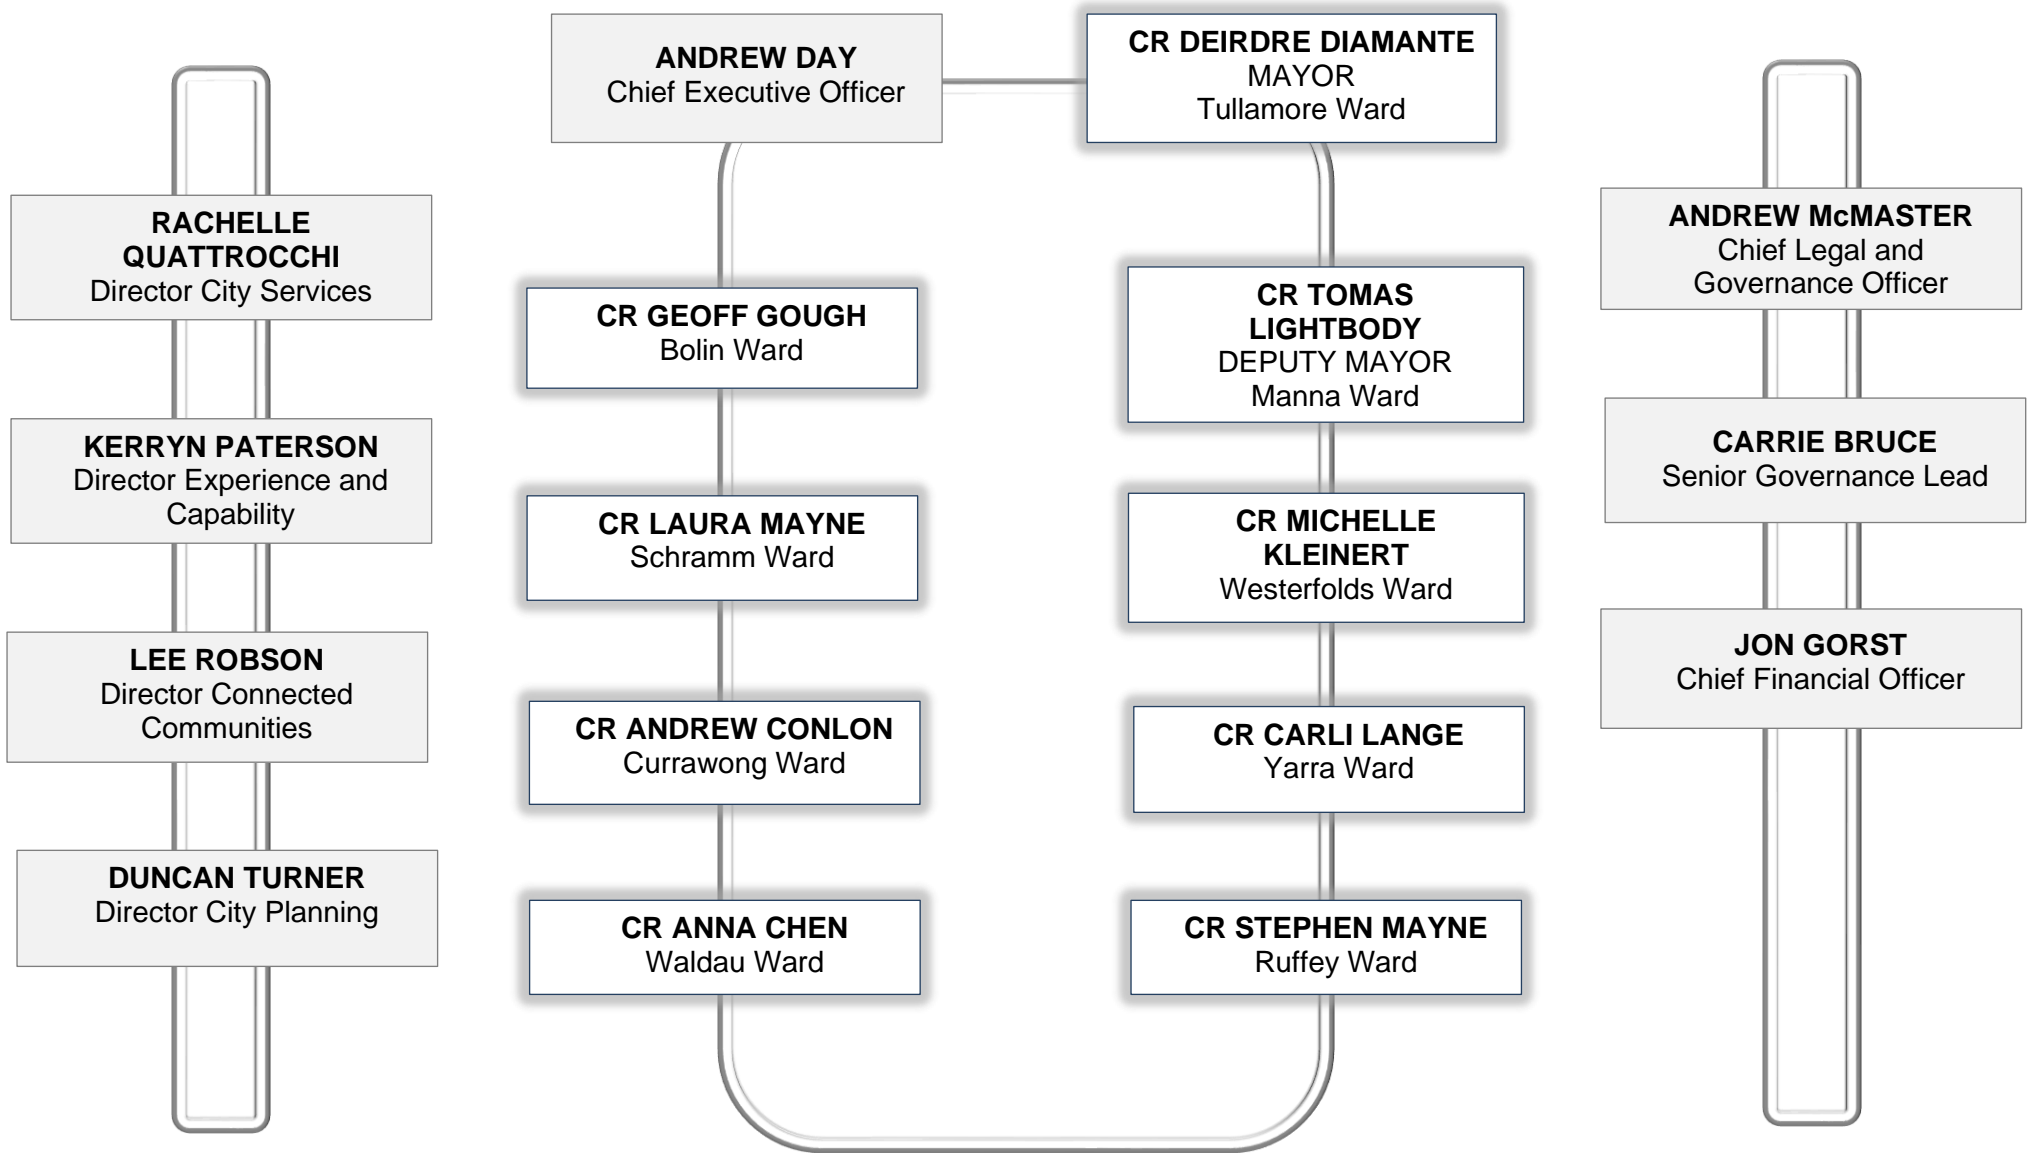 ANDREW DAY
Chief Executive Officer
CR DEIRDRE DIAMANTE
MAYOR
Tullamore Ward
RACHELLE
QUATTROCCHI
Director City Services
KERRYN PATERSON
Director Experience and
Capability
LEE ROBSON
Director Connected
Communities
DUNCAN TURNER
Director City Planning
CR GEOFF GOUGH
Bolin Ward
CR LAURA MAYNE
Schramm Ward
CR ANDREW CONLON
Currawong Ward
CR ANNA CHEN
Waldau Ward
CR TOMAS
LIGHTBODY
DEPUTY MAYOR
Manna Ward
CR MICHELLE
KLEINERT
Westerfolds Ward
CR CARLI LANGE
Yarra Ward
CR STEPHEN MAYNE
Ruffey Ward
ANDREW McMASTER
Chief Legal and
Governance Officer
CARRIE BRUCE
Senior Governance Lead
JON GORST
Chief Financial Officer